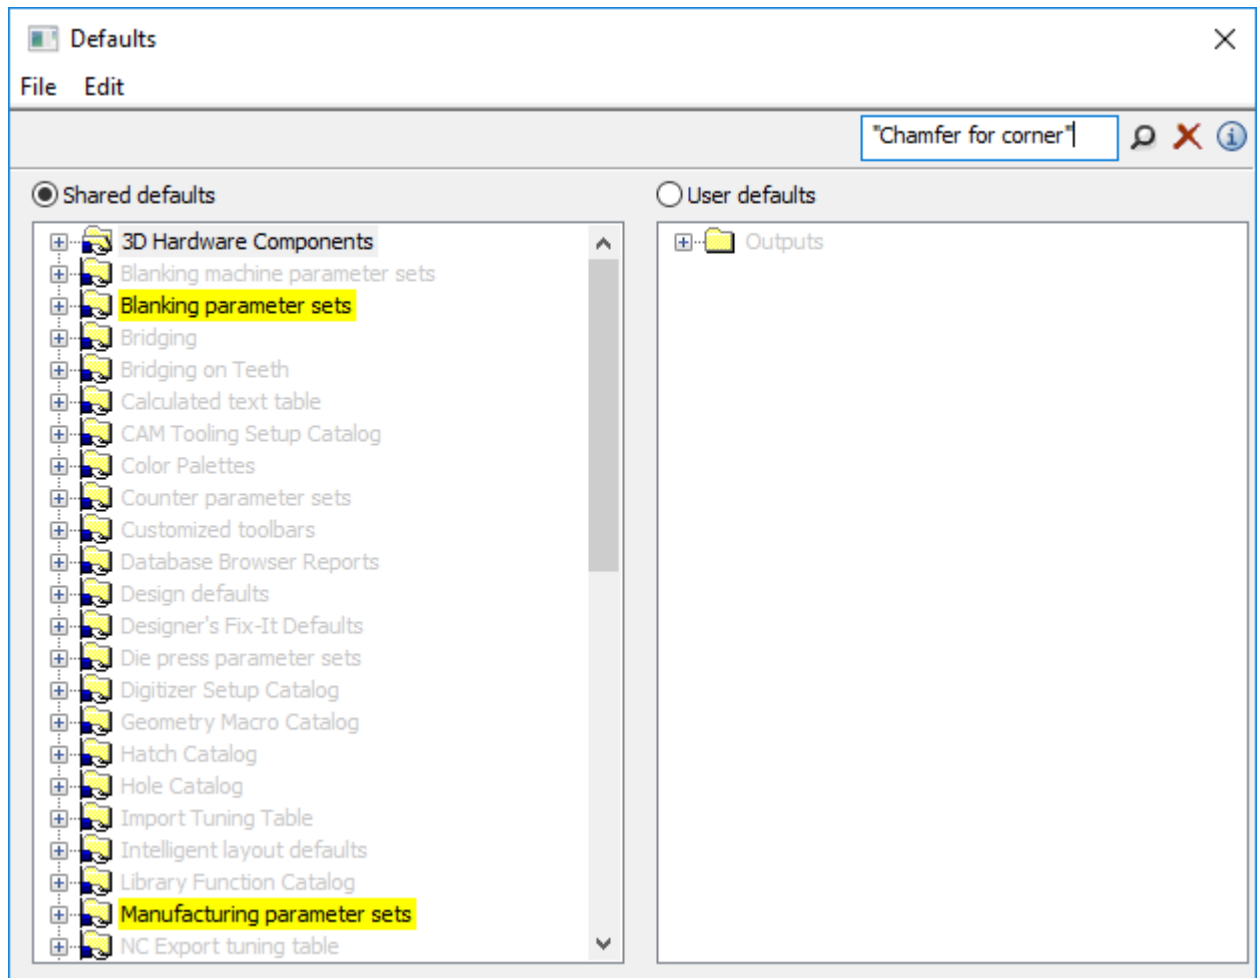 Defaults
File Edit
"Chamfer for corner"
Shared defaults
User defaults
3D Hardware Components
Outputs
Blanking machine parameter sets
Blanking parameter sets
Bridging
Bridging on Teeth
Calculated text table
CAM Tooling Setup Catalog
Color Palettes
Counter parameter sets
Customized toolbars
Database Browser Reports
Design defaults
Designer's Fix-It Defaults
Die press parameter sets
Digitizer Setup Catalog
Geometry Macro Catalog
Hatch Catalog
Hole Catalog
Import Tuning Table
Intelligent layout defaults
Library Function Catalog
Manufacturing parameter sets
NC Export tuning table